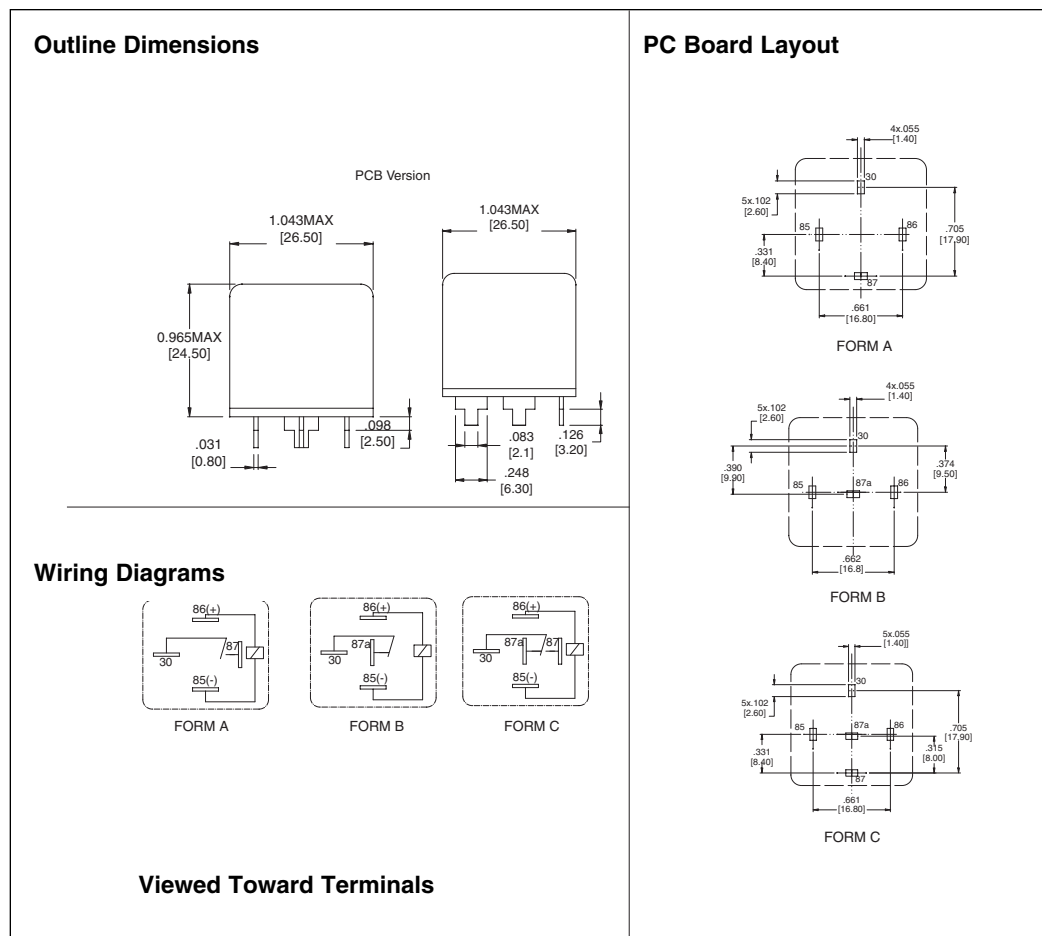 Outline Dimensions
PCB Version
1.043MAX
[26.50]
1.043MAX
[26.50]
0.965MAX
[24.50]
.031
[0.80]
.098
[2.50]
.083
[2.1]
.248
[6.30]
.126
[3.20]
Wiring Diagrams
86(+)
87
30
85(-)
FORM A
86(+)
87a
30
85(-)
FORM B
86(+)
87a
87
30
85(-)
FORM C
Viewed Toward Terminals
PC Board Layout
4x.055
[1.40]
30
5x.102
[2.60]
85
86
.705
[17.90]
.331
[8.40]
87
.661
[16.80]
FORM A
4x.055
[1.40]
5x.102
[2.60]
30
.390
[9.90]
.374
[9.50]
85
87a
86
.662
[16.8]
FORM B
5x.055
[1.40]]
30
5x.102
[2.60]
85
87a
86
.705
[17.90]
.331
[8.40]
.315
[8.00]
87
.661
[16.80]
FORM C